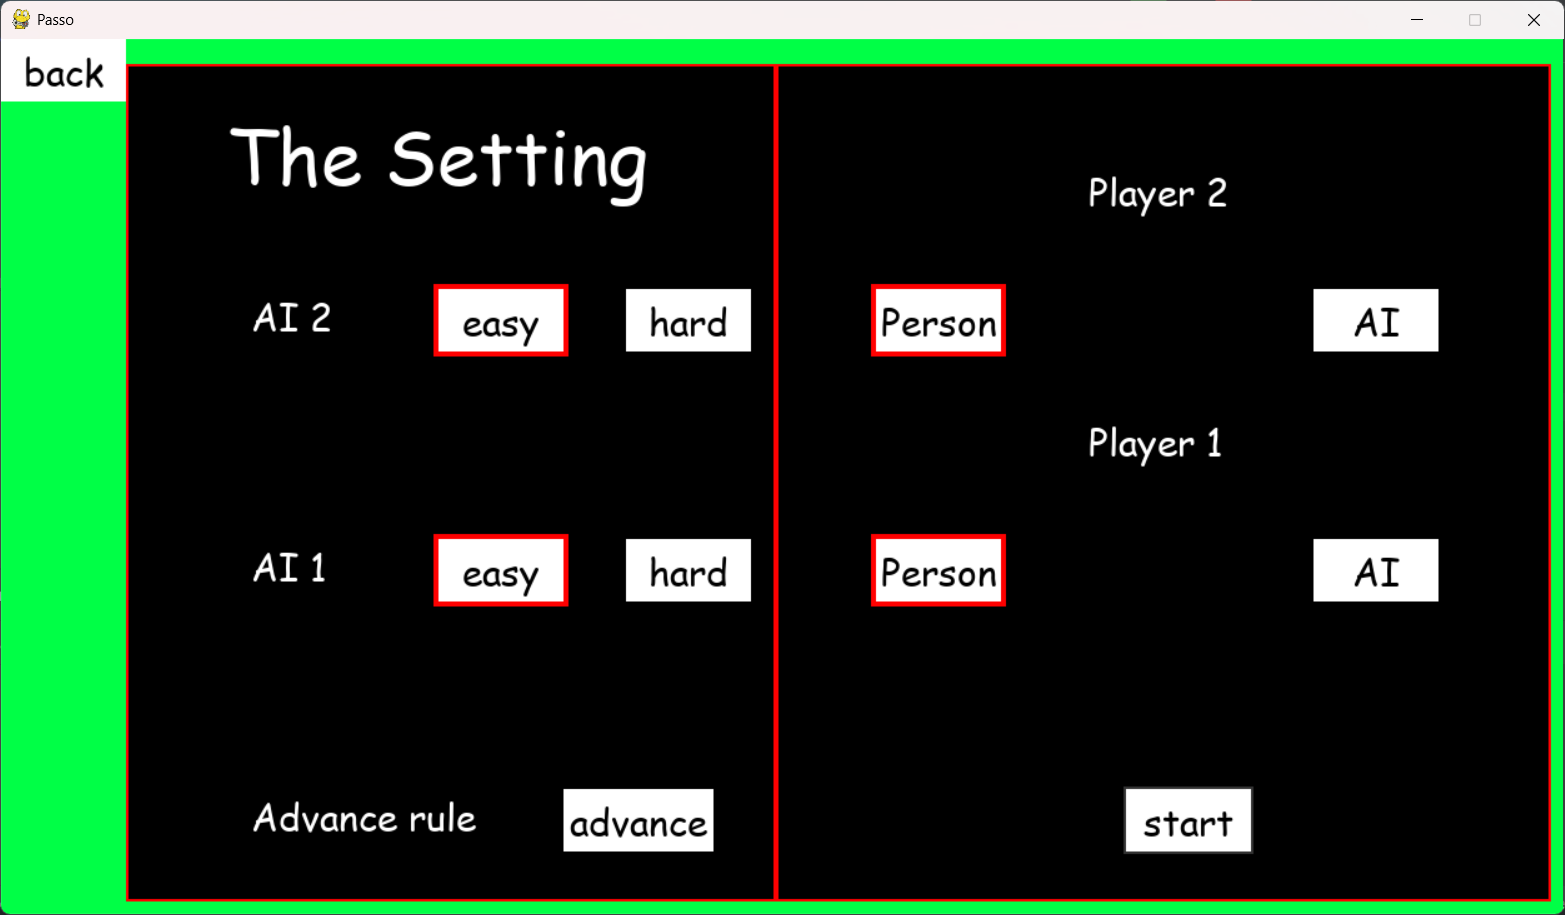 Passo
back
The Setting
AI 2
easy
hard
AI 1
easy
hard
Advance rule
advance
Player 2
Person
AI
Player 1
Person
AI
start